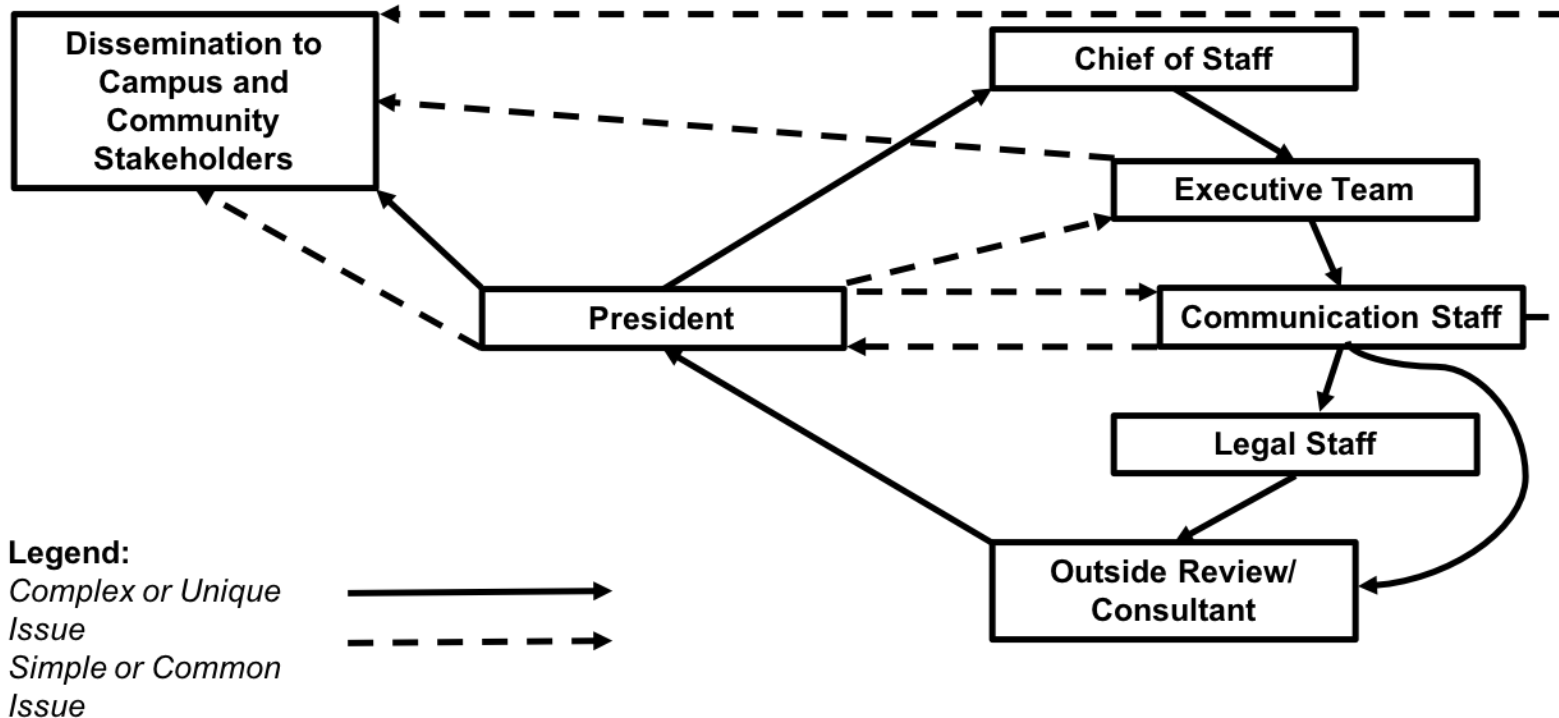 Dissemination to
Campus and
Community
Stakeholders
Chief of Staff
Executive Team
President
Communication Staff
Legal Staff
Outside Review/
Consultant
Legend:
Complex or Unique
Issue
Simple or Common
Issue